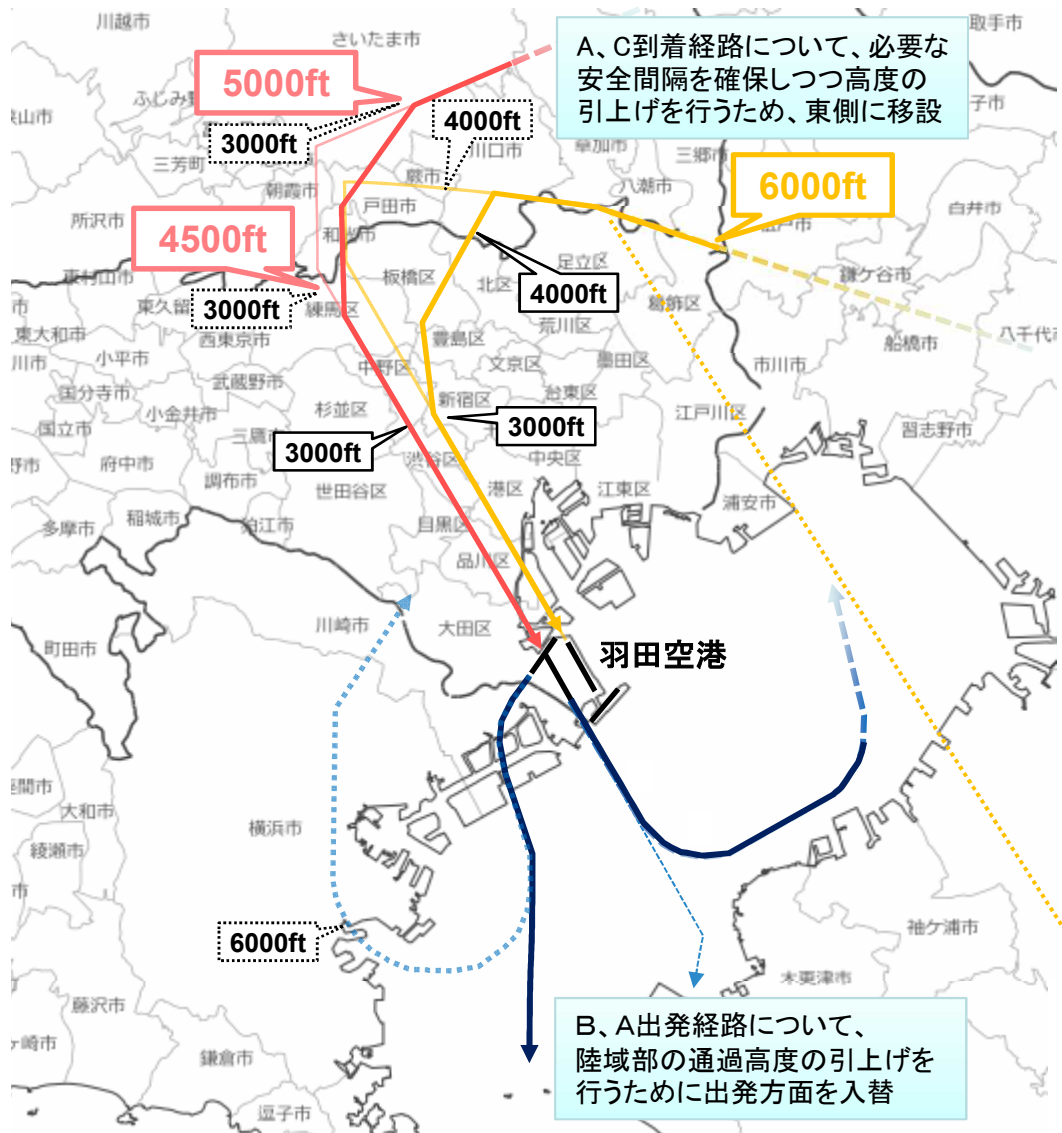 川越市
さいたま市
取手市
A、C到着経路について、必要な
安全間隔を確保しつつ高度の
引上げを行うため、東側に移設
5000ft
3000ft
4000ft
川口市
草加市
三郷市
三芳町
朝霞市
蕨市
戸田市
八潮市
6000ft
白井市
所沢市
和光市
4500ft
3000ft
東村山市
板橋区
北区
足立区
4000ft
葛飾区
鎌ケ谷市
東久留
練馬区
東大和市
西東京市
豊島区
荒川区
船橋市
八千代市
小平市
中野区
文京区
墨田区
市川市
国分寺市
武蔵野市
杉並区
新宿区
台東区
小金井市
国立市
三鷹市
3000ft
3000ft
江戸川区
習志野市
府中市
渋谷区
中央区
調布市
世田谷区
港区
江東区
浦安市
多摩市
稲城市
狛江市
目黒区
品川区
川崎市
大田区
町田市
羽田空港
座間市
大和市
横浜市
綾瀬市
6000ft
袖ケ浦市
木更津市
藤沢市
鎌倉市
逗子市
B、A出発経路について、
陸域部の通過高度の引上げを
行うために出発方面を入替